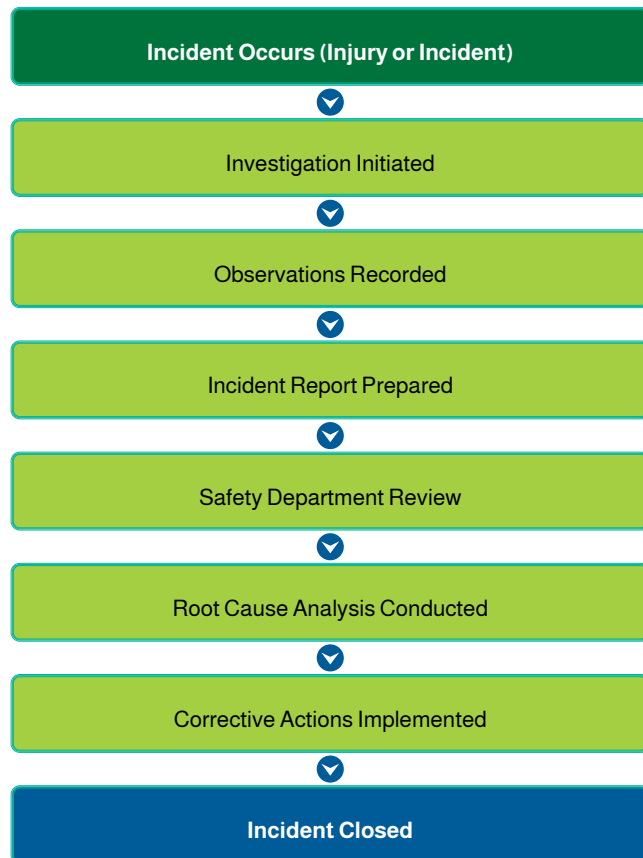 Incident Occurs (Injury or Incident)
Investigation Initiated
Observations Recorded
Incident Report Prepared
Safety Department Review
Root Cause Analysis Conducted
Corrective Actions Implemented
Incident Closed